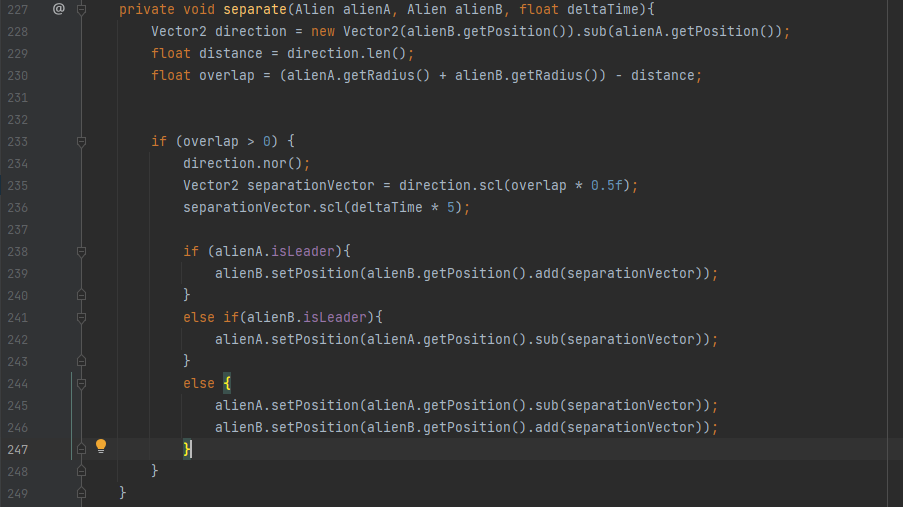 227 @ private void separate(Alien alienA, Alien alienB, float deltaTime){
228 Vector2 direction = new Vector2(alienB.getPosition()).sub(alienA.getPosition());
229 float distance = direction.len();
230 float overlap = (alienA.getRadius() + alienB.getRadius()) - distance;
231
232
233 if (overlap > 0) {
234 direction.nor();
235 Vector2 separationVector = direction.scl(overlap * 0.5f);
236 separationVector.scl(deltaTime * 5);
237
238 if (alienA.isLeader){
239 alienB.setPosition(alienB.getPosition().add(separationVector));
240 }
241 else if(alienB.isLeader){
242 alienA.setPosition(alienA.getPosition().sub(separationVector));
243 }
244 else {
245 alienA.setPosition(alienA.getPosition().sub(separationVector));
246 alienB.setPosition(alienB.getPosition().add(separationVector));
247 }
248 }
249 }